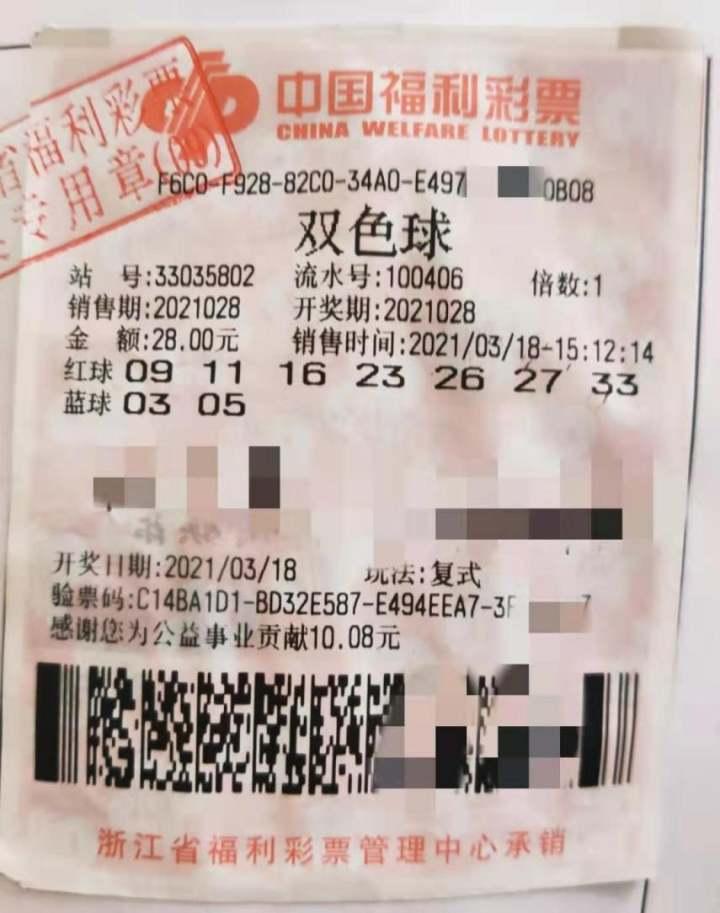 省福利彩票
专用章(00)
中国福利彩票
CHINA WELFARE LOTTERY
F6C0-F928-82C0-34A0-E497 0B08
双色球
站 号:33035802 流水号:100406 倍数:1
销售期:2021028 开奖期:2021028
金 额:28.00元 销售时间:2021/03/18-15:12:14
红球 09 11 16 23 26 27 33
蓝球 03 05
开奖日期:2021/03/18 玩法:复式
验票码:C14BA1D1-BD32E587-E494EEA7-3F 7
感谢您为公益事业贡献10.08元
浙江省福利彩票管理中心承销